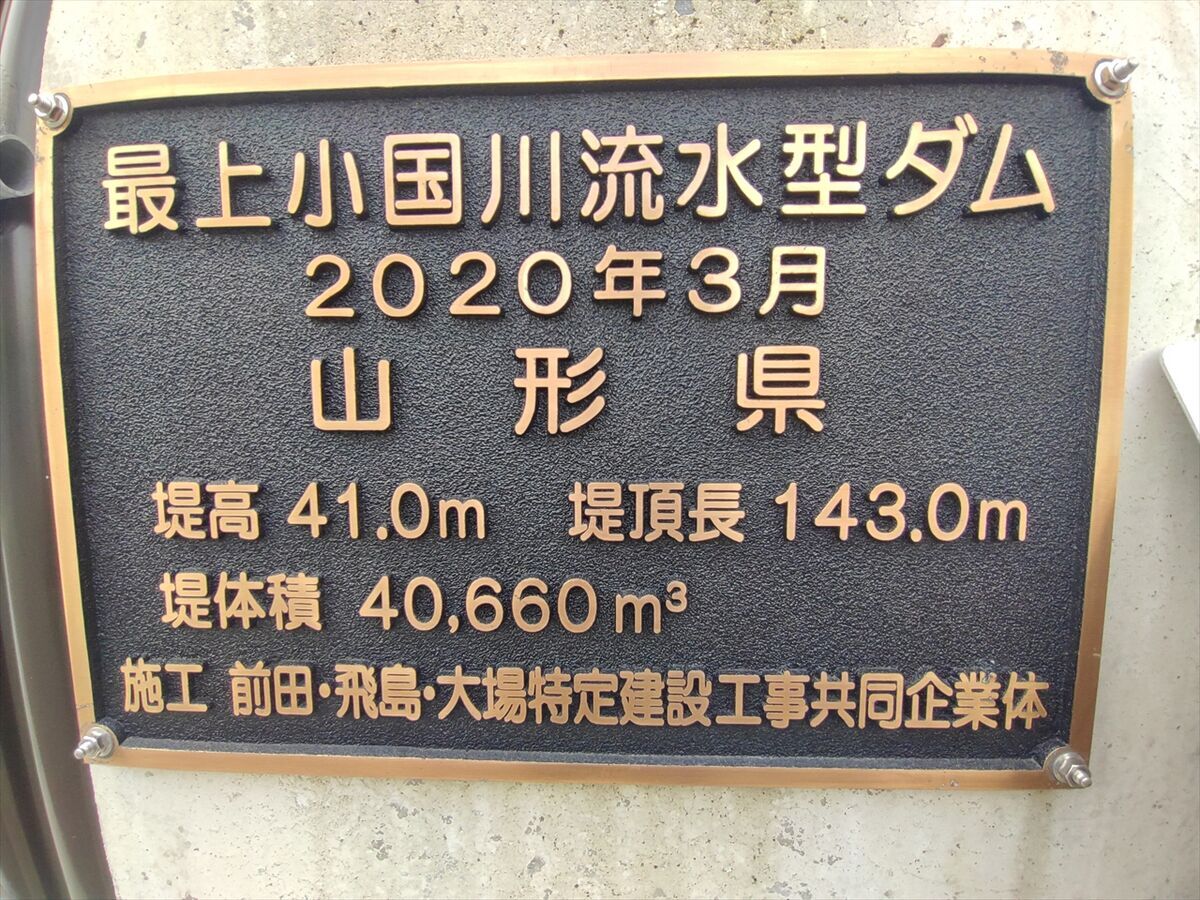 最上小国川流水型ダム
2020年3月
山形県
堤高 41.0m 堤頂長 143.0m
堤体積 40,660m³
施工 前田・飛島・大場特定建設工事共同企業体